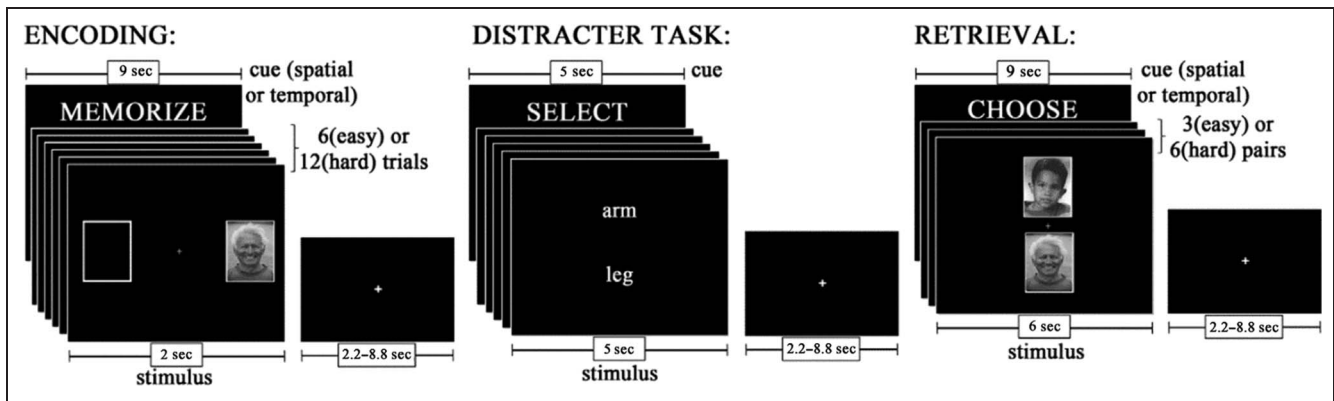 ENCODING:
9 sec
cue (spatial
or temporal)
MEMORIZE
6(easy) or
12(hard) trials
2 sec
stimulus
2.2–8.8 sec
DISTRACTER TASK:
5 sec
cue
SELECT
arm
leg
5 sec
stimulus
2.2–8.8 sec
RETRIEVAL:
9 sec
cue (spatial
or temporal)
CHOOSE
3(easy) or
6(hard) pairs
6 sec
stimulus
2.2–8.8 sec